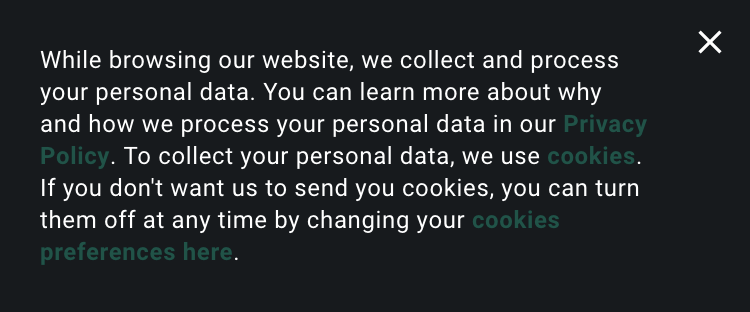 While browsing our website, we collect and process
your personal data. You can learn more about why
and how we process your personal data in our Privacy
Policy. To collect your personal data, we use cookies.
If you don't want us to send you cookies, you can turn
them off at any time by changing your cookies
preferences here.